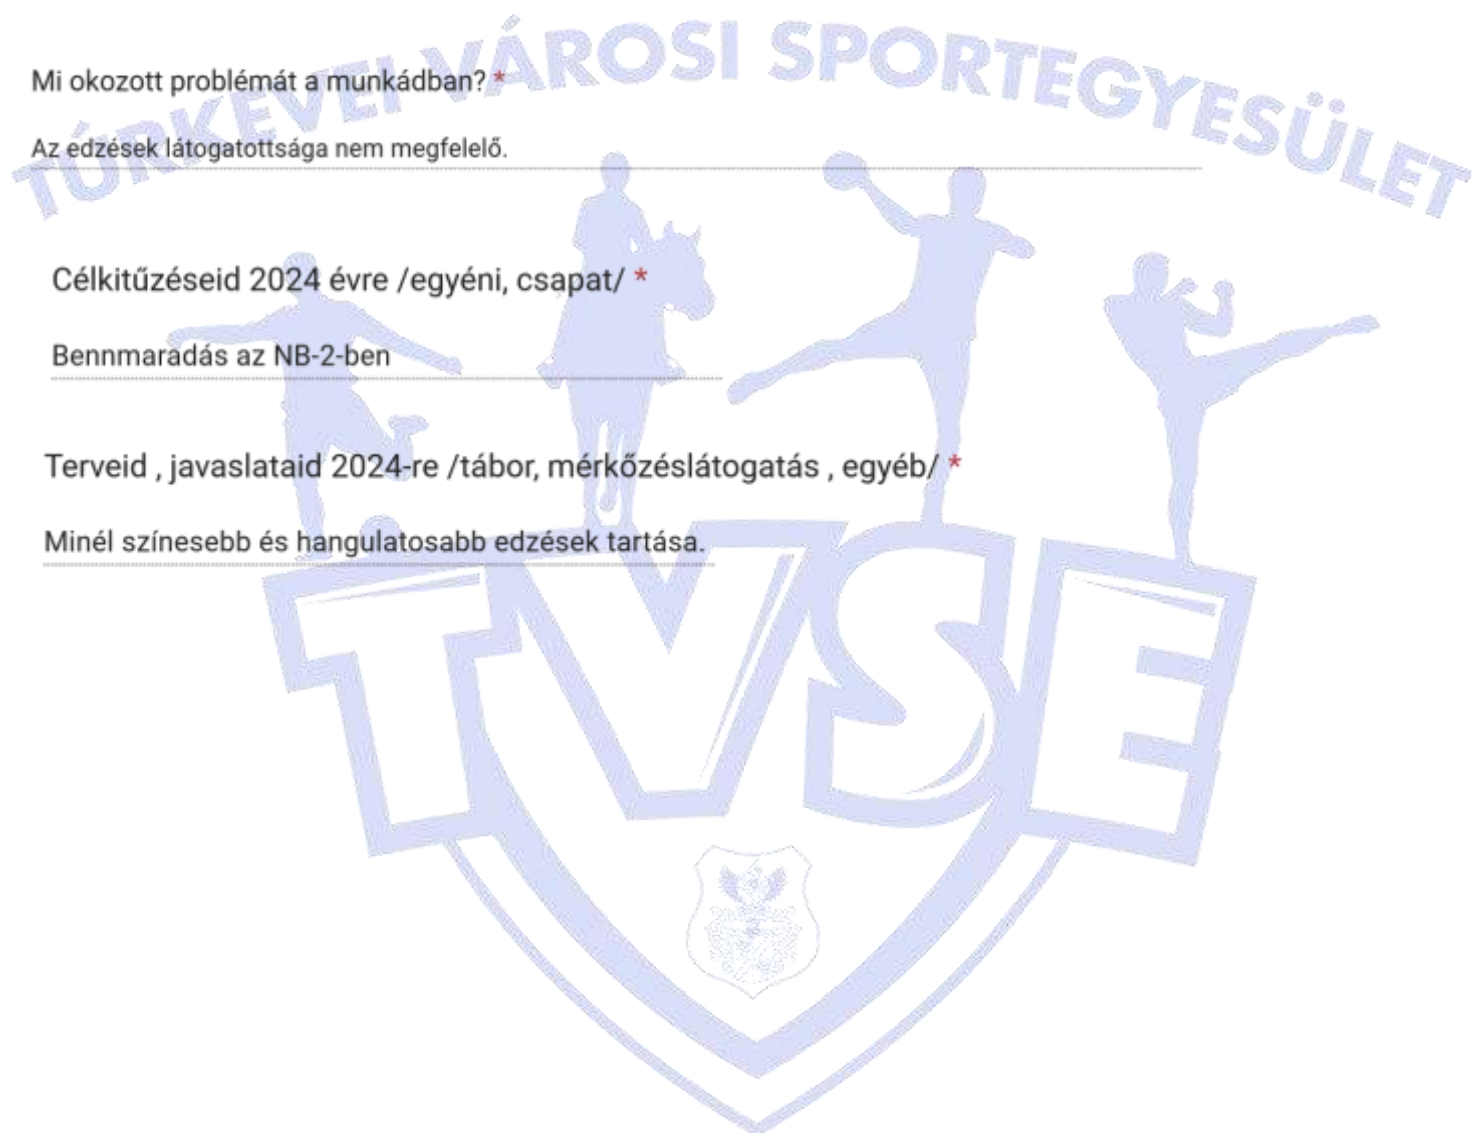 TÚRKEVEI VÁROSI SPORTEGYESÜLET
Mi okozott problémát a munkádban? *
Az edzések látogatottsága nem megfelelő.
Célkitűzéseid 2024 évre /egyéni, csapat/ *
Bennmaradás az NB-2-ben
Terveid , javaslataid 2024-re /tábor, mérkőzéslátogatás , egyéb/ *
Minél színesebb és hangulatosabb edzések tartása.
TVSE